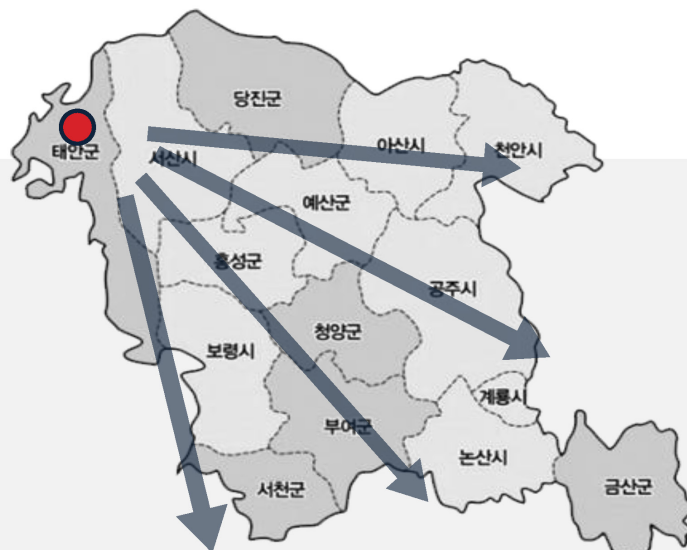 당진군
태안군
서산시
아산시
천안시
예산군
홍성군
공주시
청양군
보령시
계룡시
부여군
논산시
서천군
금산군